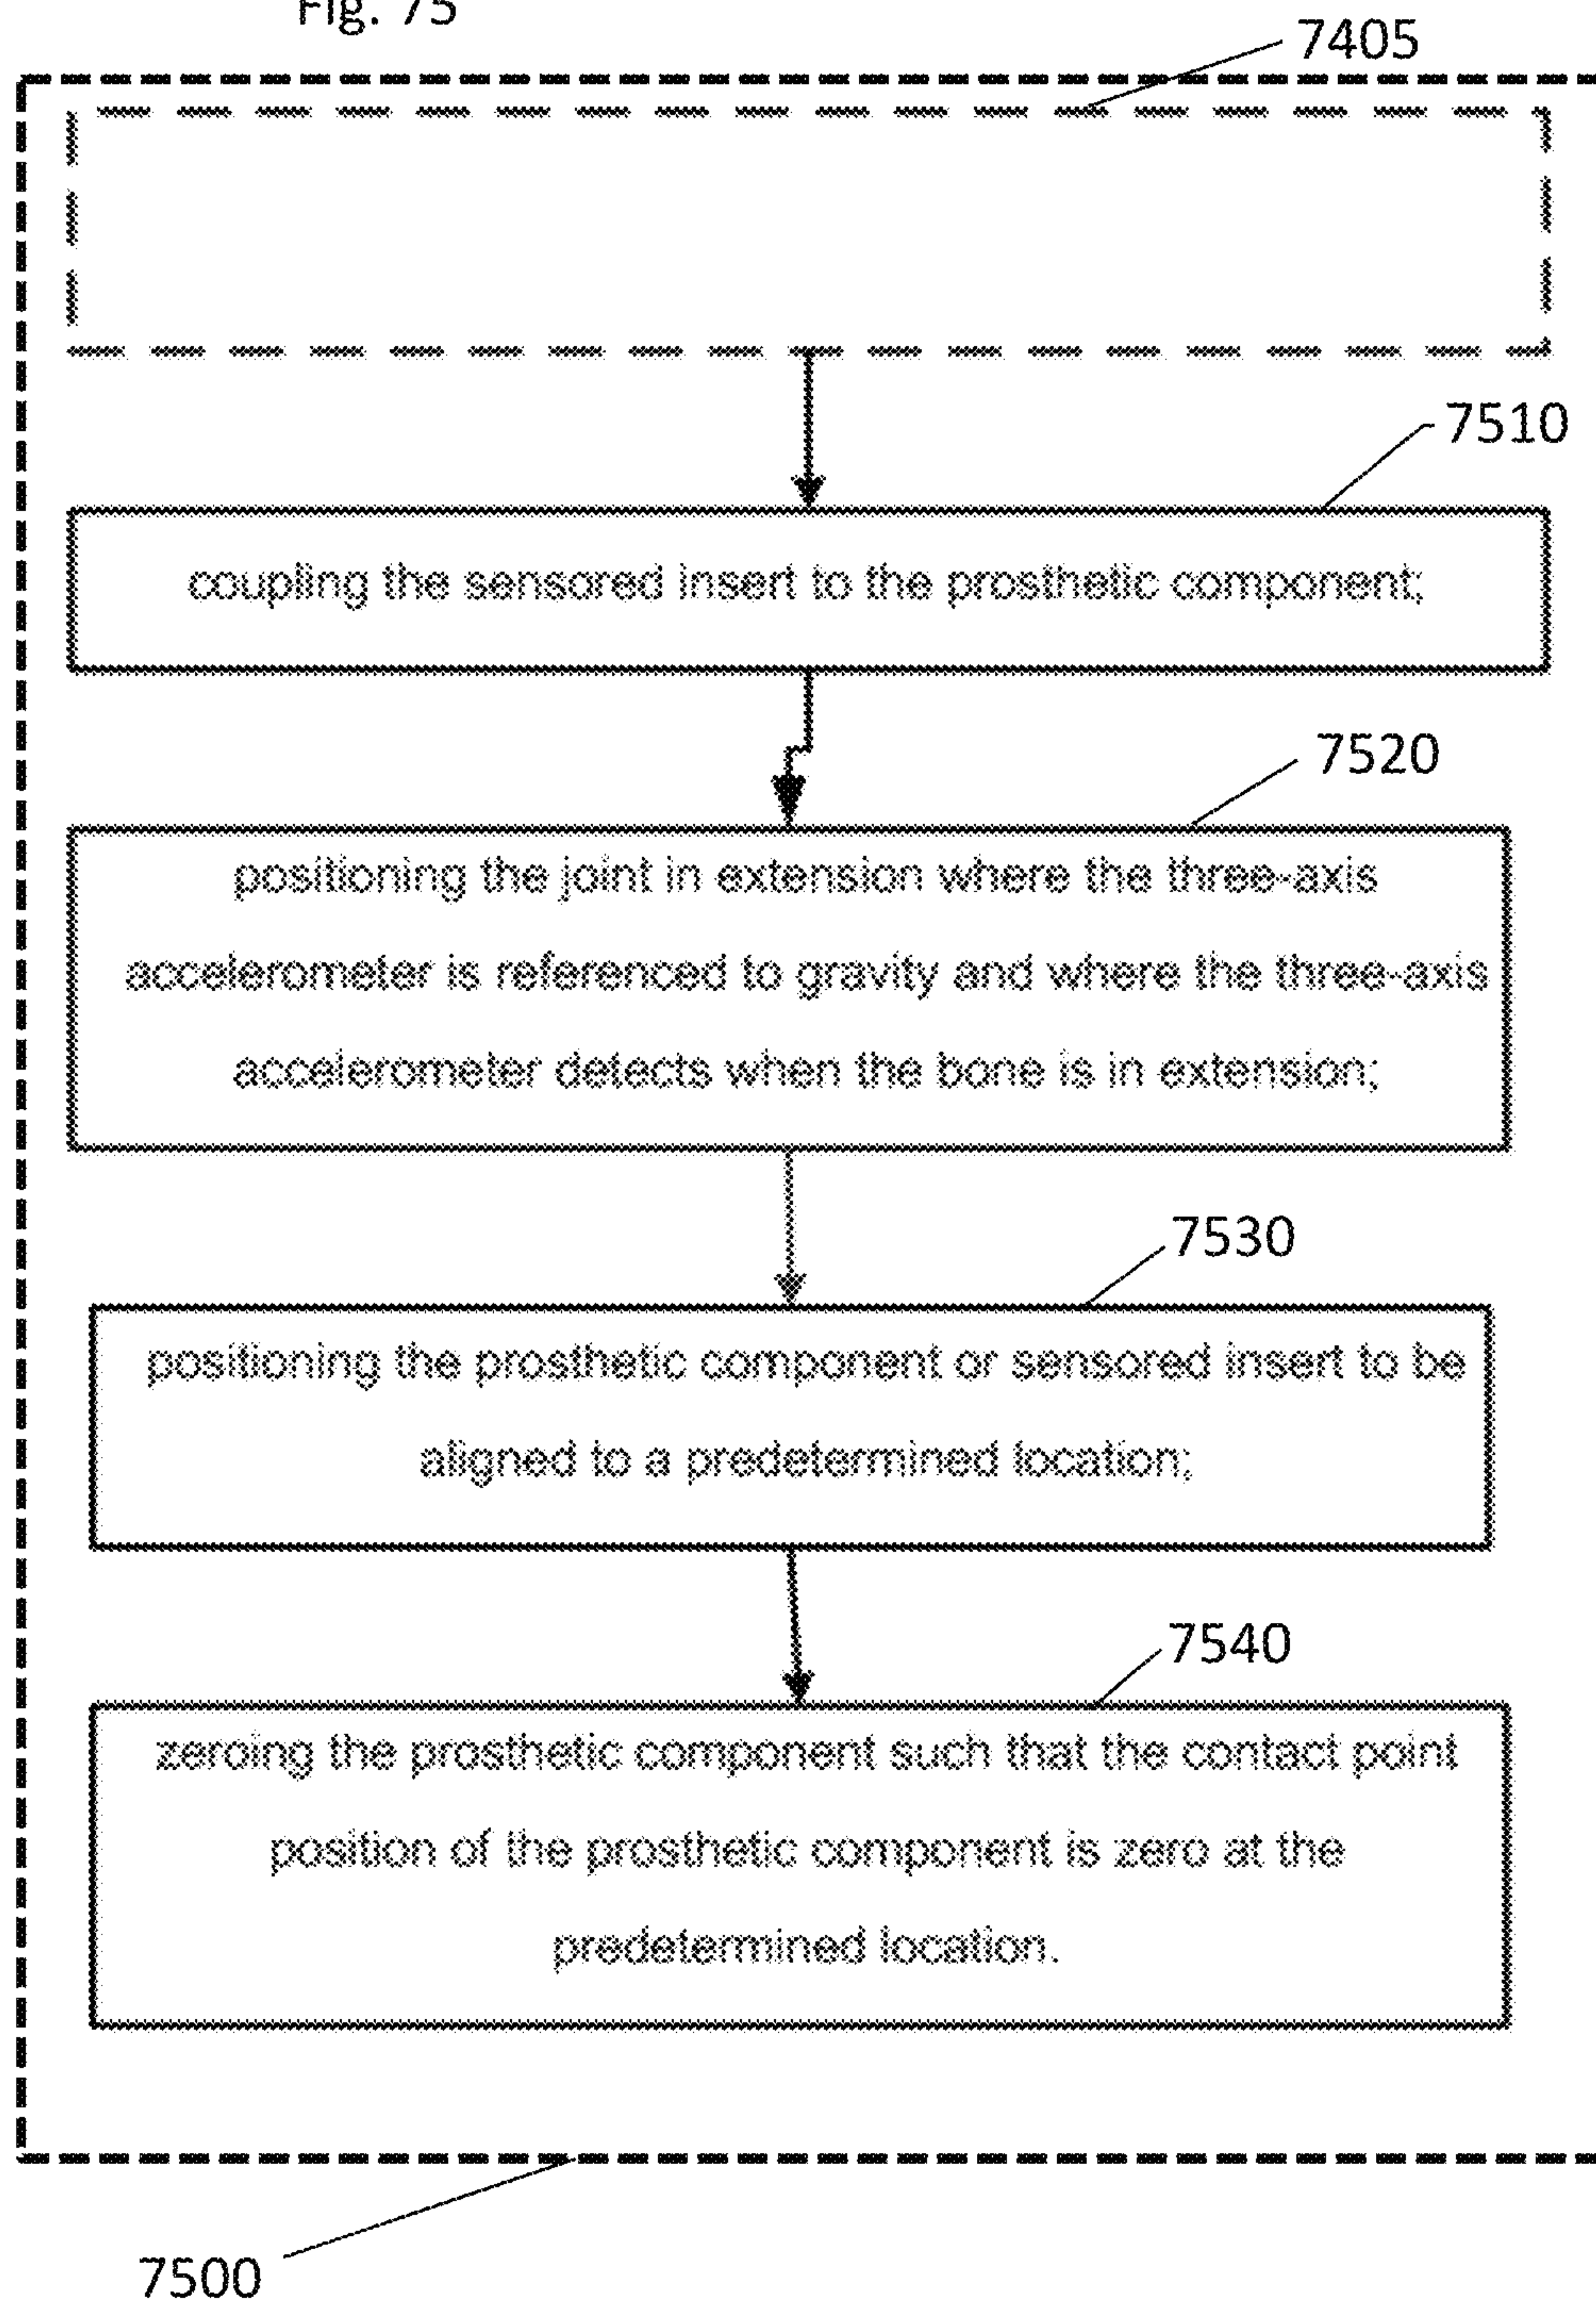 Fig. 75
7405
7510
coupling the sensored insert to the prosthetic component;
7520
positioning the joint in extension where the three-axis
accelerometer is referenced to gravity and where the three-axis
accelerometer detects when the bone is in extension;
7530
positioning the prosthetic component or sensored insert to be
aligned to a predetermined location;
7540
zeroing the prosthetic component such that the contact point
position of the prosthetic component is zero at the
predetermined location.
7500